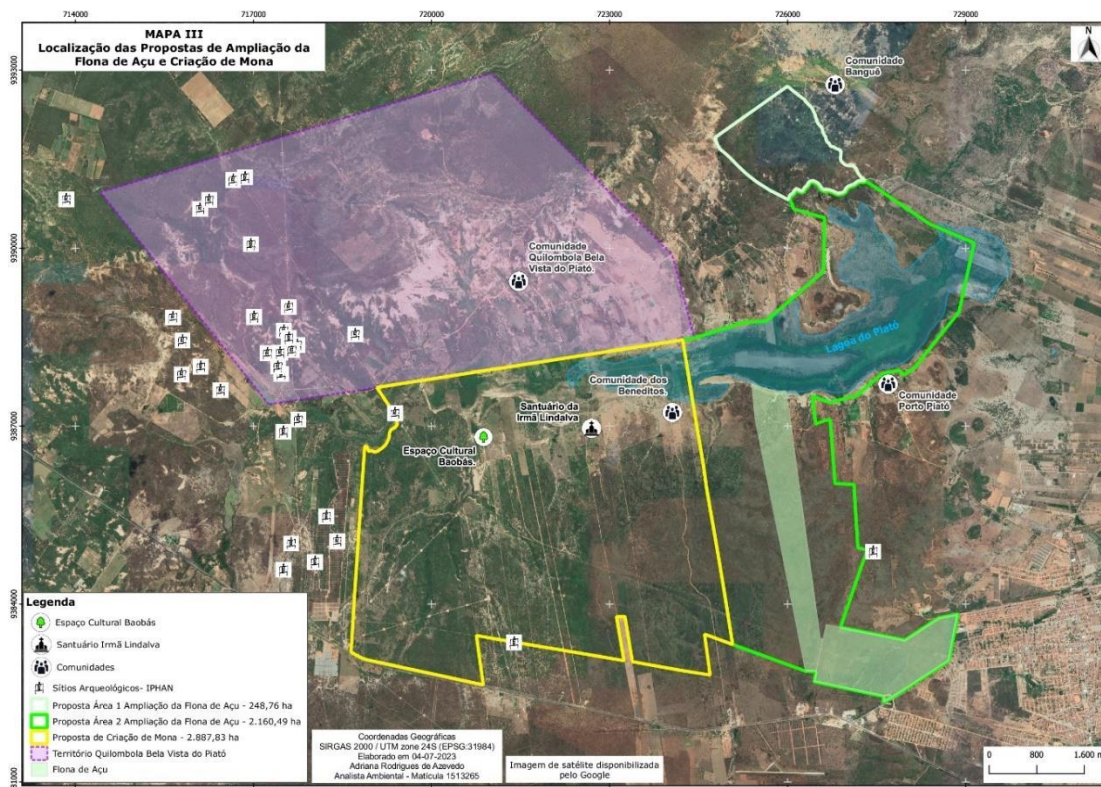 714000
717000
720000
723000
726000
729000
MAPA III
Localização das Propostas de Ampliação da
Flona de Açu e Criação de Mona
N
9393000
9390000
9387000
9384000
Comunidade
Banguê
Comunidade
Quilombola Bela
Vista do Piató.
Lagoa do Piató
Comunidade dos
Beneditos.
Comunidade
Porto Piató
Santuário da
Irmã Lindalva
Espaço Cultural
Baobás.
Legenda
Espaço Cultural Baobás
Santuário Irmã Lindalva
Comunidades
Sítios Arqueológicos- IPHAN
Proposta Área 1 Ampliação da Flona de Açu - 248,76 ha
Proposta Área 2 Ampliação da Flona de Açu - 2.160,49 ha
Proposta de Criação de Mona - 2.887,83 ha
Território Quilombola Bela Vista do Piató
Flona de Açu
Coordenadas Geográficas
SIRGAS 2000 / UTM zone 24S (EPSG:31984)
Elaborado em 04-07-2023
Adriana Rodrigues de Azevedo
Analista Ambiental - Matícula 1513265
Imagem de satélite disponibilizada
pelo Google
0 800 1.600 m